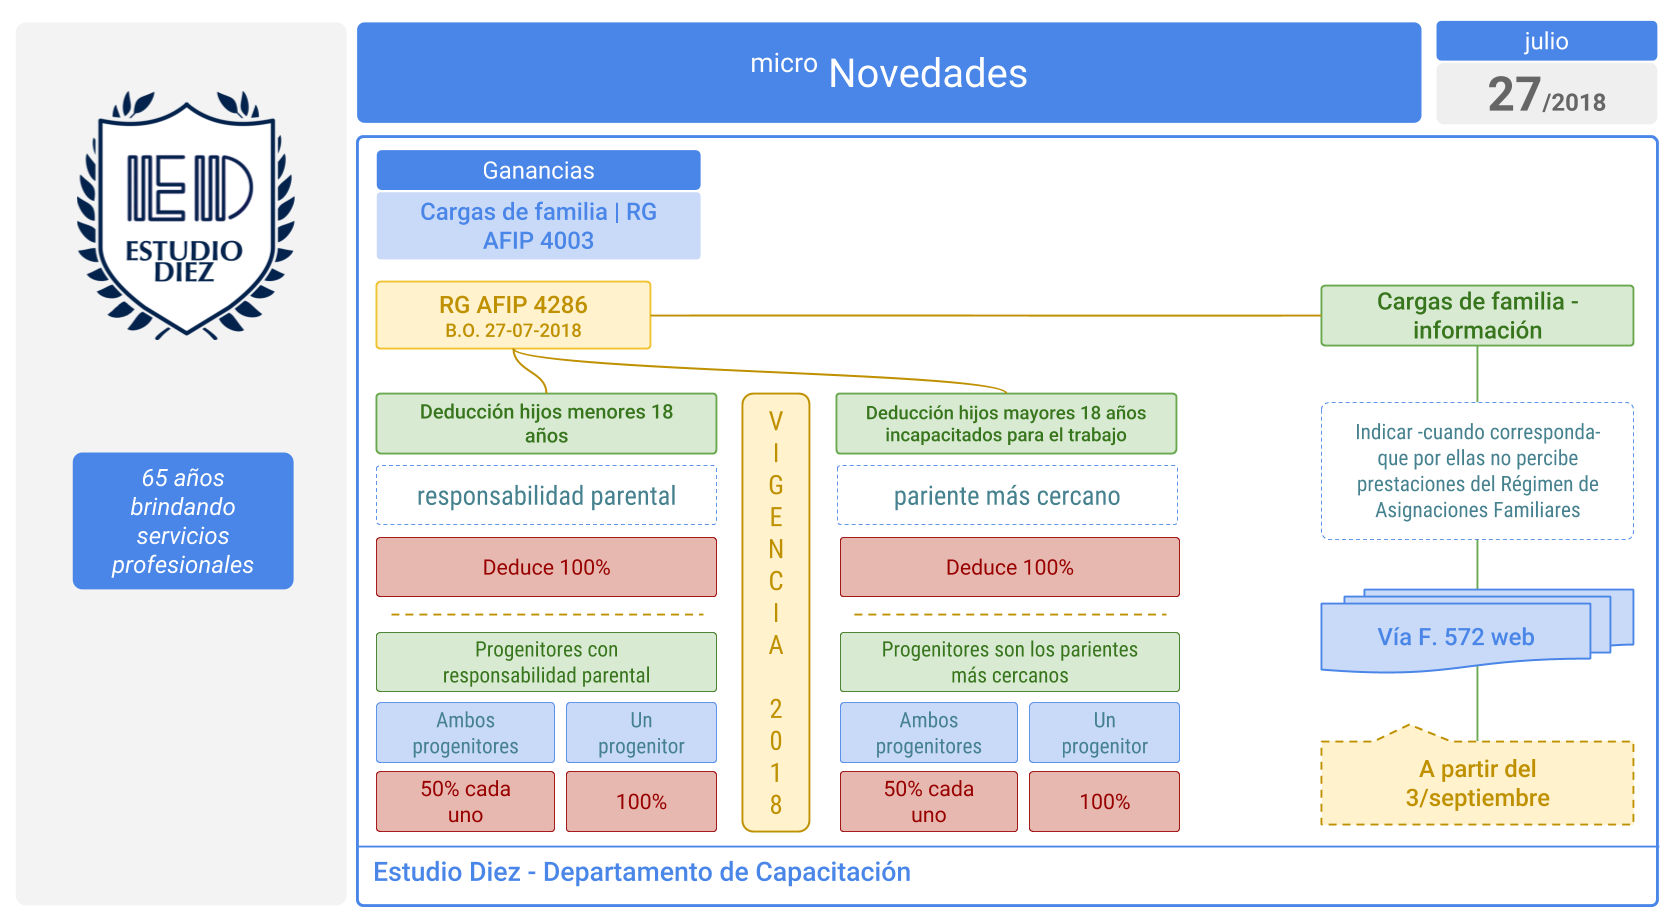 IED
ESTUDIO
DIEZ
65 años
brindando
servicios
profesionales
micro Novedades
julio
27/2018
Ganancias
Cargas de familia | RG
AFIP 4003
RG AFIP 4286
B.O. 27-07-2018
Cargas de familia -
información
Deducción hijos menores 18
años
responsabilidad parental
Deduce 100%
Progenitores con
responsabilidad parental
Ambos
progenitores
Un
progenitor
50% cada
uno
100%
VIGENCIA 2018
Deducción hijos mayores 18 años
incapacitados para el trabajo
pariente más cercano
Deduce 100%
Progenitores son los parientes
más cercanos
Ambos
progenitores
Un
progenitor
50% cada
uno
100%
Indicar -cuando corresponda-
que por ellas no percibe
prestaciones del Régimen de
Asignaciones Familiares
Vía F. 572 web
A partir del
3/septiembre
Estudio Diez - Departamento de Capacitación